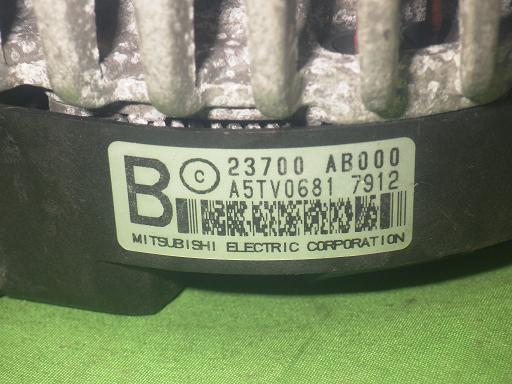 B © 23700 AB000
A5TV0681 7912
MITSUBISHI ELECTRIC CORPORATION